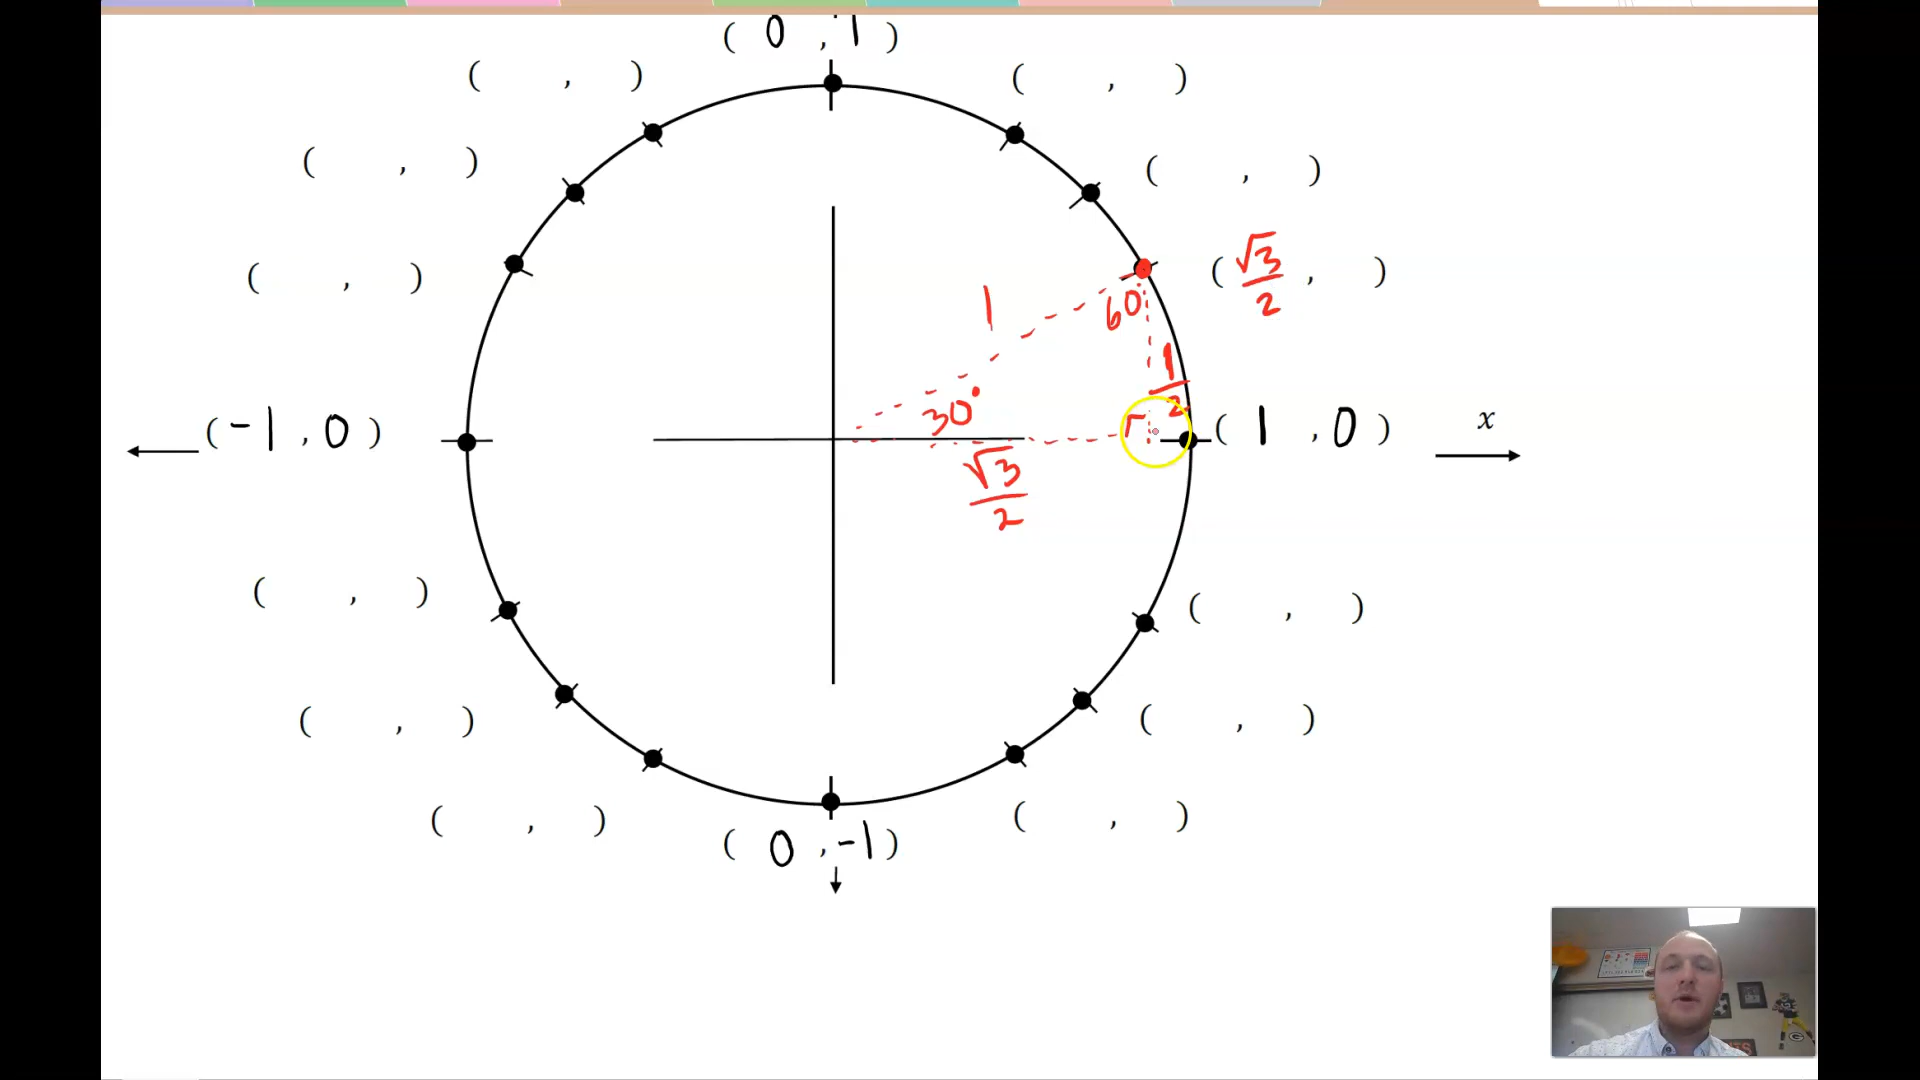 ( 0 , 1 )
( , ) ( , )
( , ) ( , )
( , ) ( √3/2 , )
1
60°
1/2
30°
( -1 , 0 ) ( 1 , 0 ) x
√3/2
( , ) ( , )
( , ) ( , )
( , ) ( , )
( 0 , -1 )